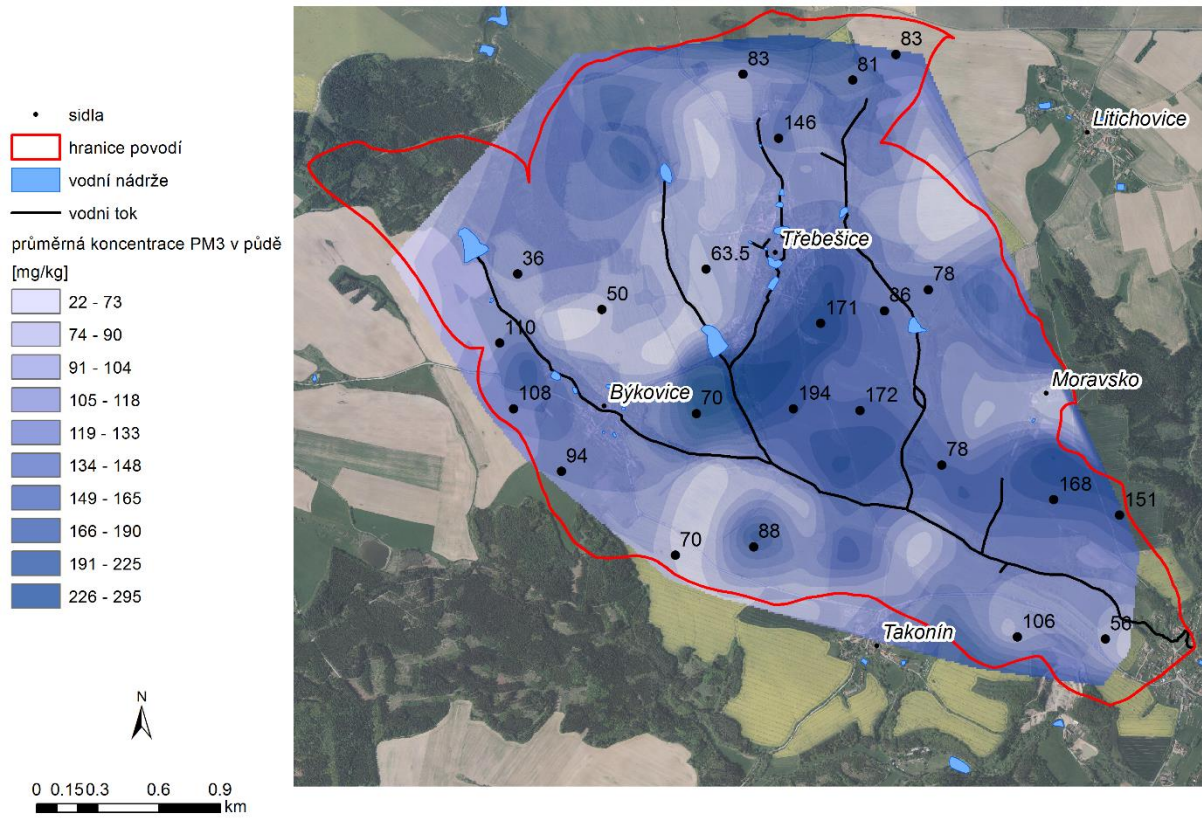 sidla
hranice povodí
vodní nádrže
vodni tok
průměrná koncentrace PM3 v půdě
[mg/kg]
22 - 73
74 - 90
91 - 104
105 - 118
119 - 133
134 - 148
149 - 165
166 - 190
191 - 225
226 - 295
N
0 0.15 0.3 0.6 0.9
km
83
83
81
146
Litichovice
Třebešice
63.5
36
50
78
86
171
110
Moravsko
108
Býkovice
70
194
172
94
78
168
151
70
88
106
56
Takonín